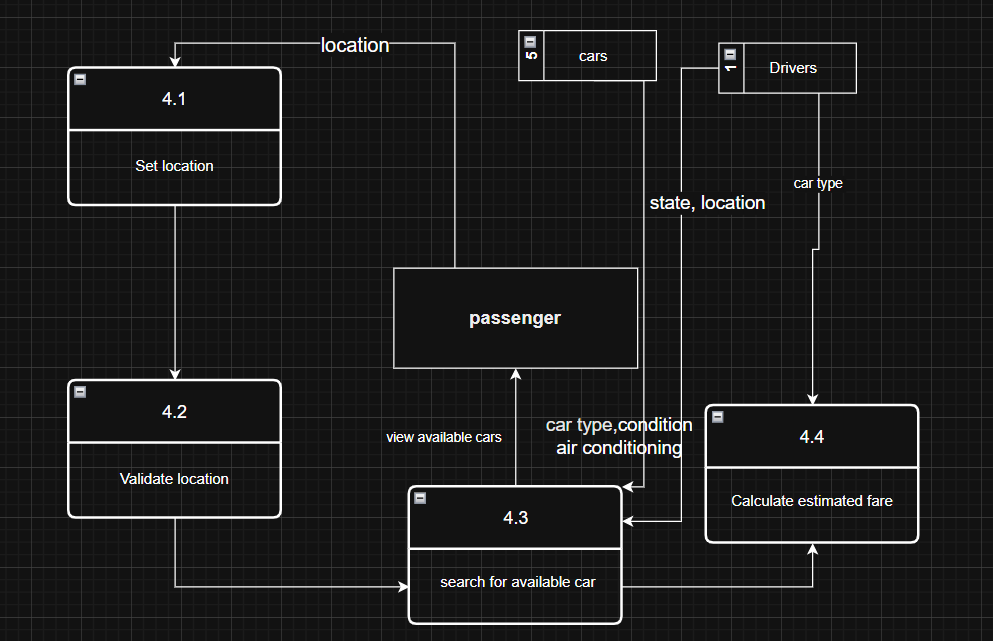 location
5
cars
1
Drivers
4.1
Set location
car type
state, location
passenger
4.2
Validate location
view available cars
car type,condition
air conditioning
4.4
Calculate estimated fare
4.3
search for available car